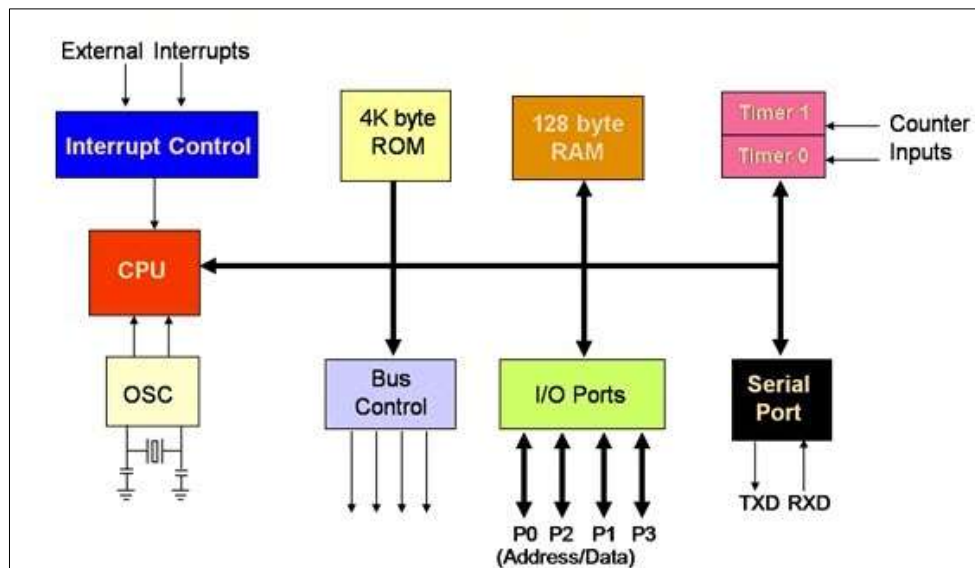 External Interrupts
Interrupt Control
4K byte
ROM
128 byte
RAM
Timer 1
Timer 0
Counter
Inputs
CPU
OSC
Bus
Control
I/O Ports
Serial
Port
TXD RXD
P0 P2 P1 P3
(Address/Data)